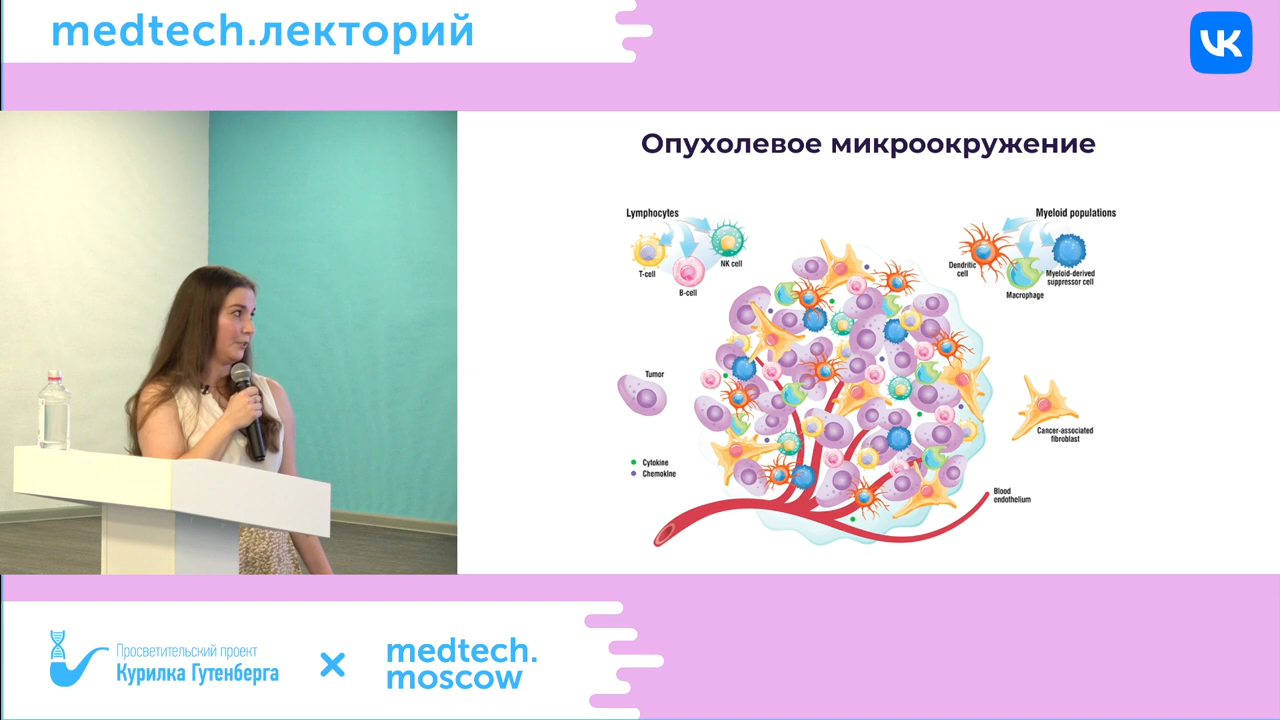 medtech.лекторий
VK
Опухолевое микроокружение
Lymphocytes
T-cell
B-cell
NK cell
Myeloid populations
Dendritic
cell
Macrophage
Myeloid-derived
suppressor cell
Tumor
Cancer-associated
fibroblast
Cytokine
Chemokine
Blood
endothelium
Просветительский проект
Курилка Гутенберга
×
medtech.
moscow